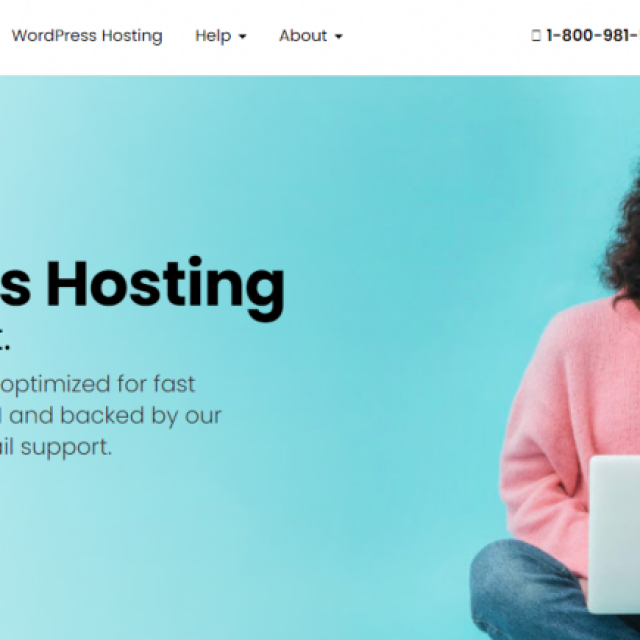 WordPress Hosting Help About 1-800-981-
s Hosting
.
optimized for fast
and backed by our
il support.